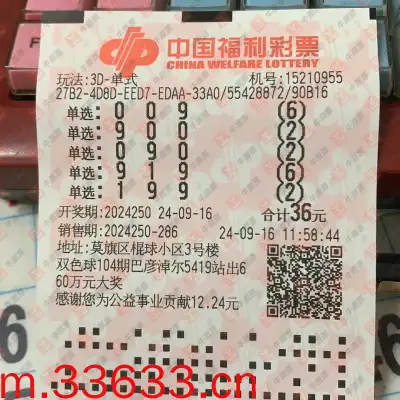 中国福利彩票
CHINA WELFARE LOTTERY
玩法:3D-单式 机号:15210955
27B2-4D8D-EED7-EDAA-33A0/55428872/90B16
单选: 0 0 9 (6)
单选: 9 0 0 (2)
单选: 0 9 0 (2)
单选: 9 1 9 (6)
单选: 1 9 9 (2)
开奖期:2024250 24-09-16 合计36元
销售期:2024250-286 24-09-16 11:58:44
地址:莫旗区棍球小区3号楼
双色球104期巴彦淖尔5419站出6
60万元大奖
感谢您为公益事业贡献12.24元
m.33633.cn